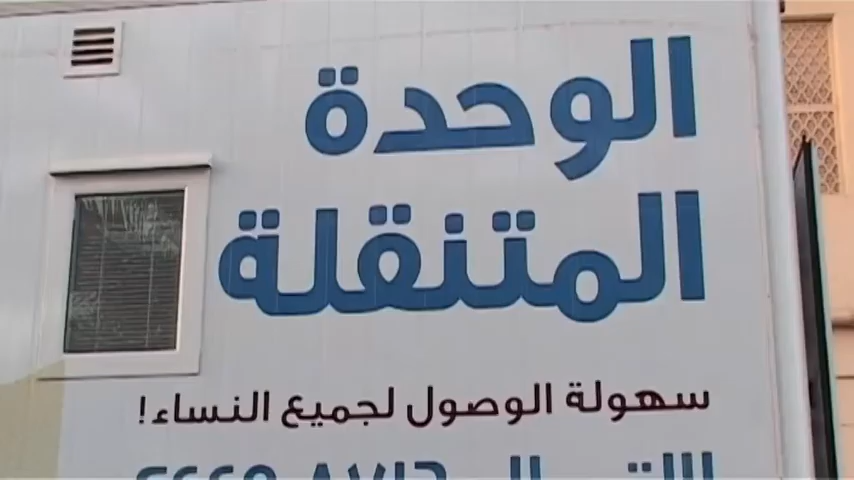 الوحدة
المتنقلة
سهولة الوصول لجميع النساء!